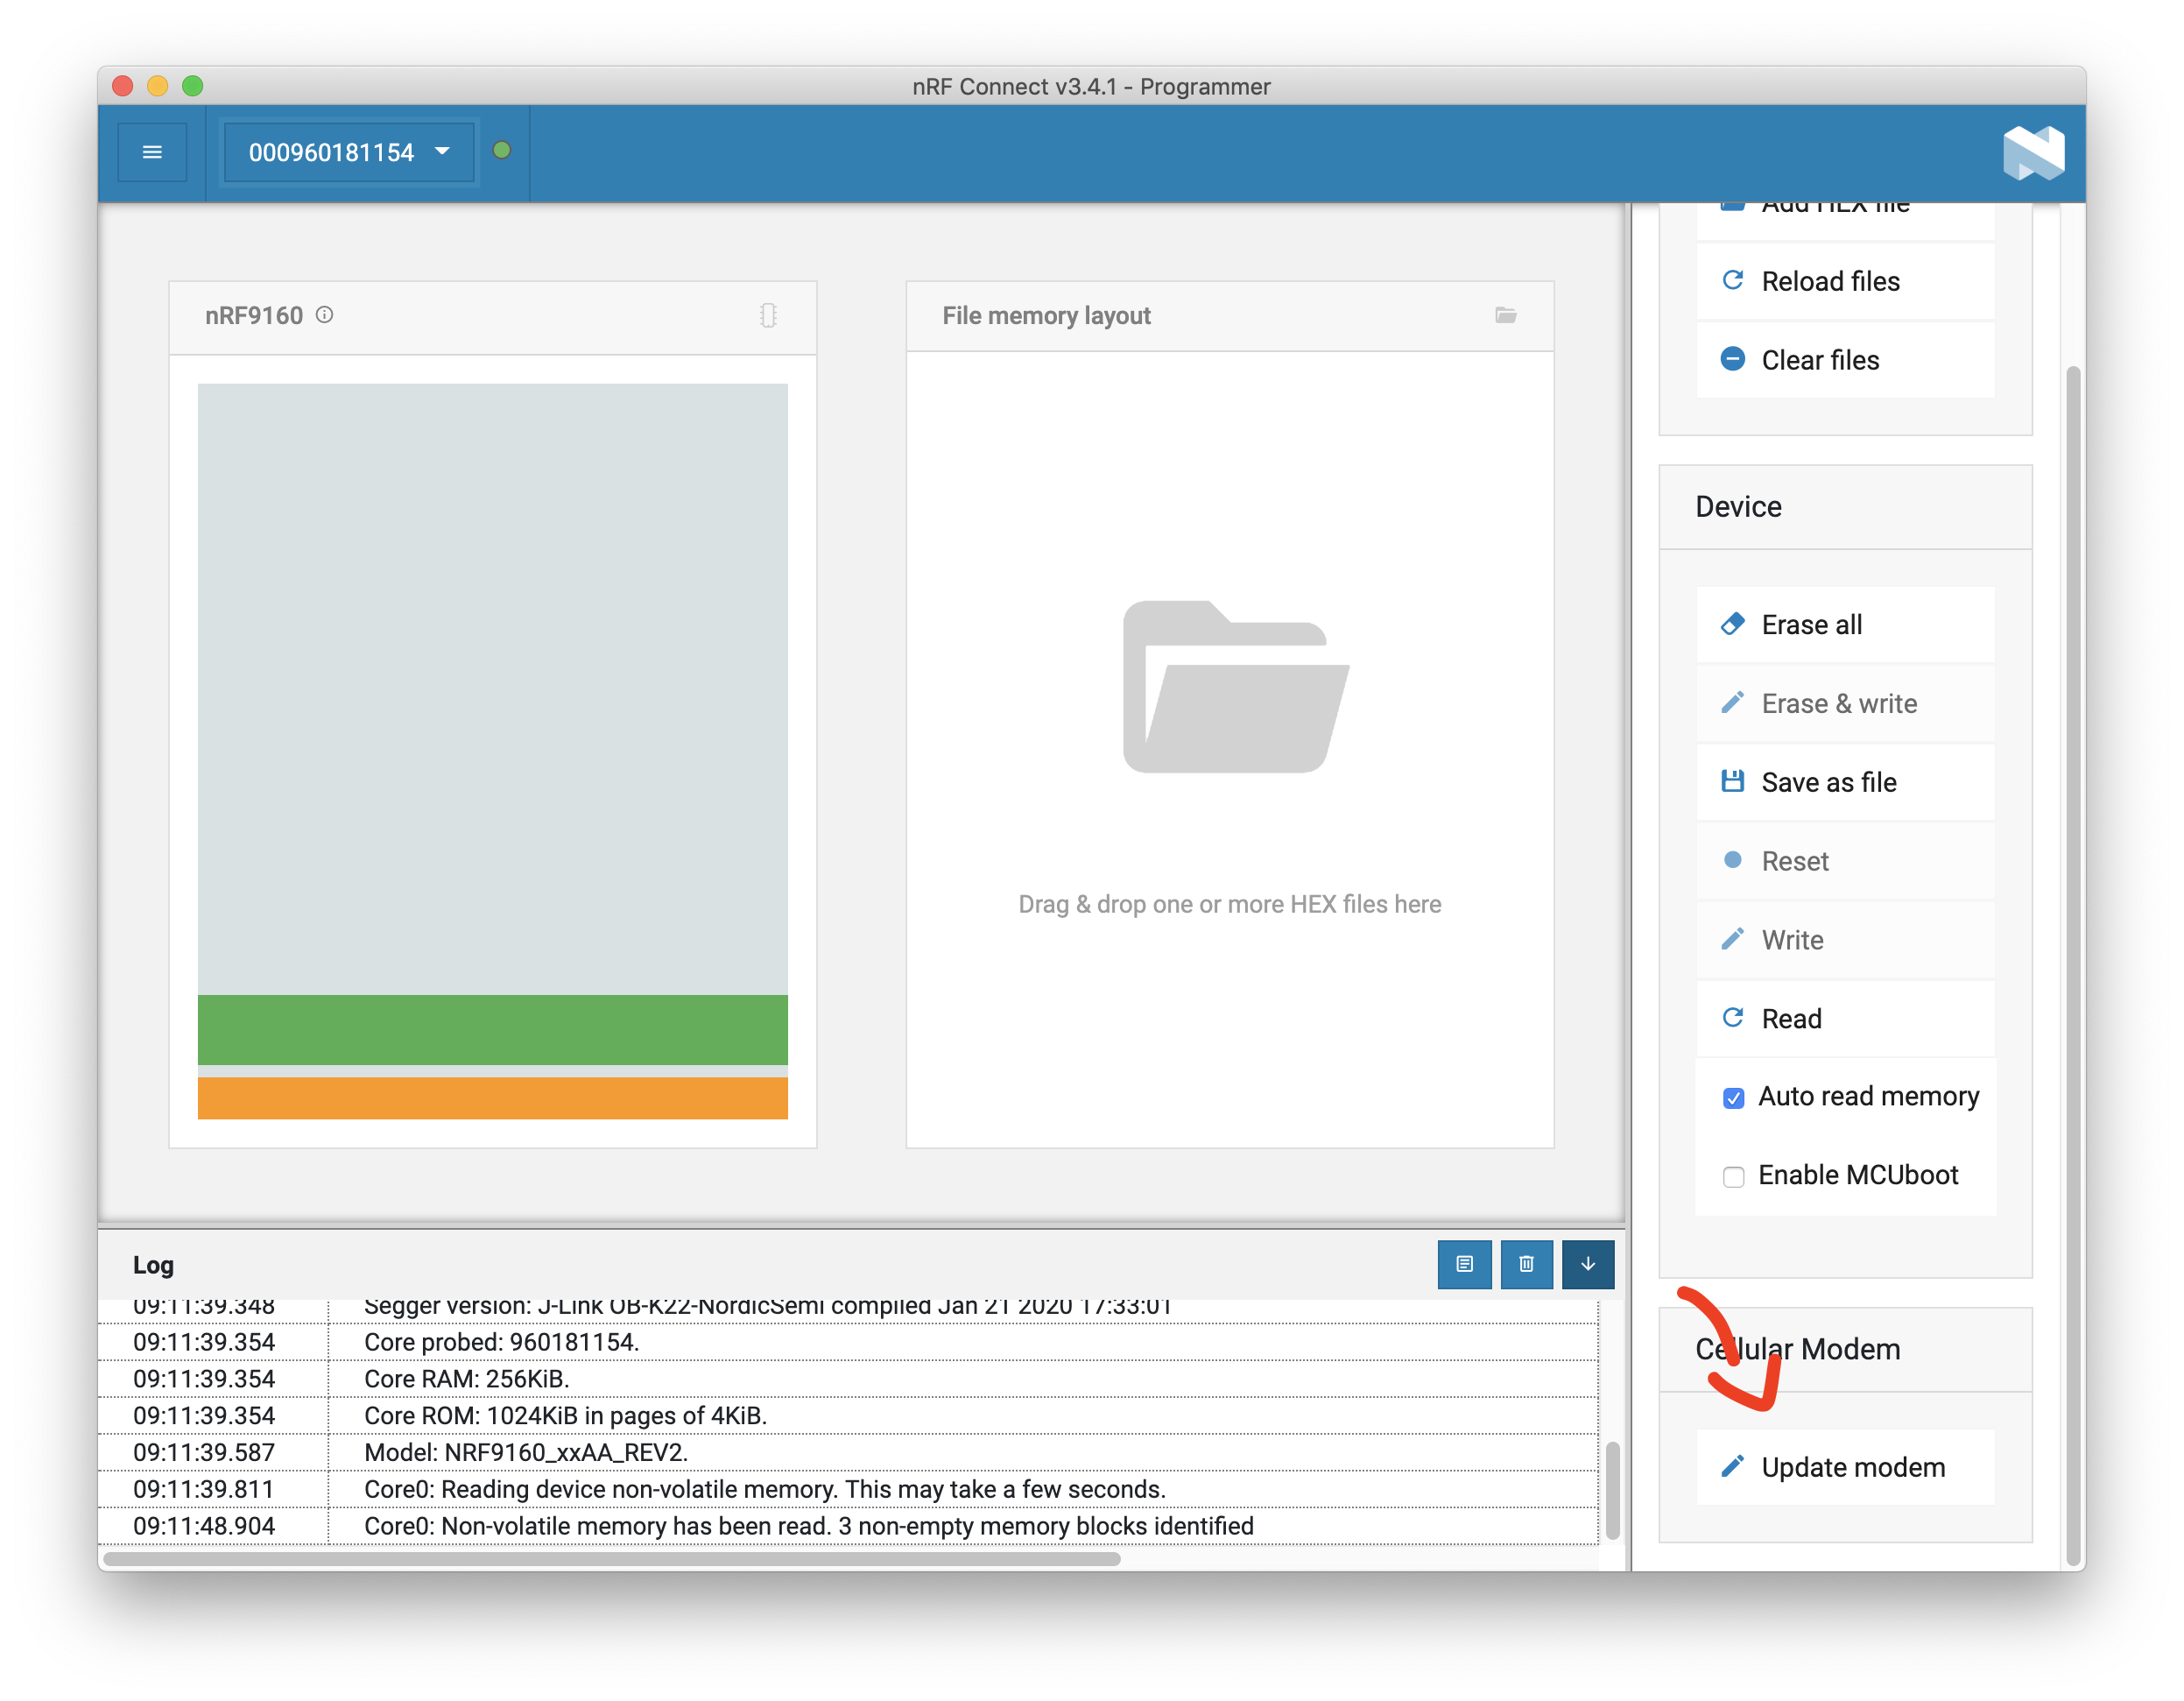 nRF Connect v3.4.1 - Programmer
000960181154
nRF9160
File memory layout
Drag & drop one or more HEX files here
Add HEX file
Reload files
Clear files
Device
Erase all
Erase & write
Save as file
Reset
Write
Read
Auto read memory
Enable MCUboot
Cellular Modem
Update modem
Log
09:11:39.348 Segger version: J-Link OB-K22-NordicSemi compiled Jan 21 2020 17:33:01
09:11:39.354 Core probed: 960181154.
09:11:39.354 Core RAM: 256KiB.
09:11:39.354 Core ROM: 1024KiB in pages of 4KiB.
09:11:39.587 Model: NRF9160_xxAA_REV2.
09:11:39.811 Core0: Reading device non-volatile memory. This may take a few seconds.
09:11:48.904 Core0: Non-volatile memory has been read. 3 non-empty memory blocks identified